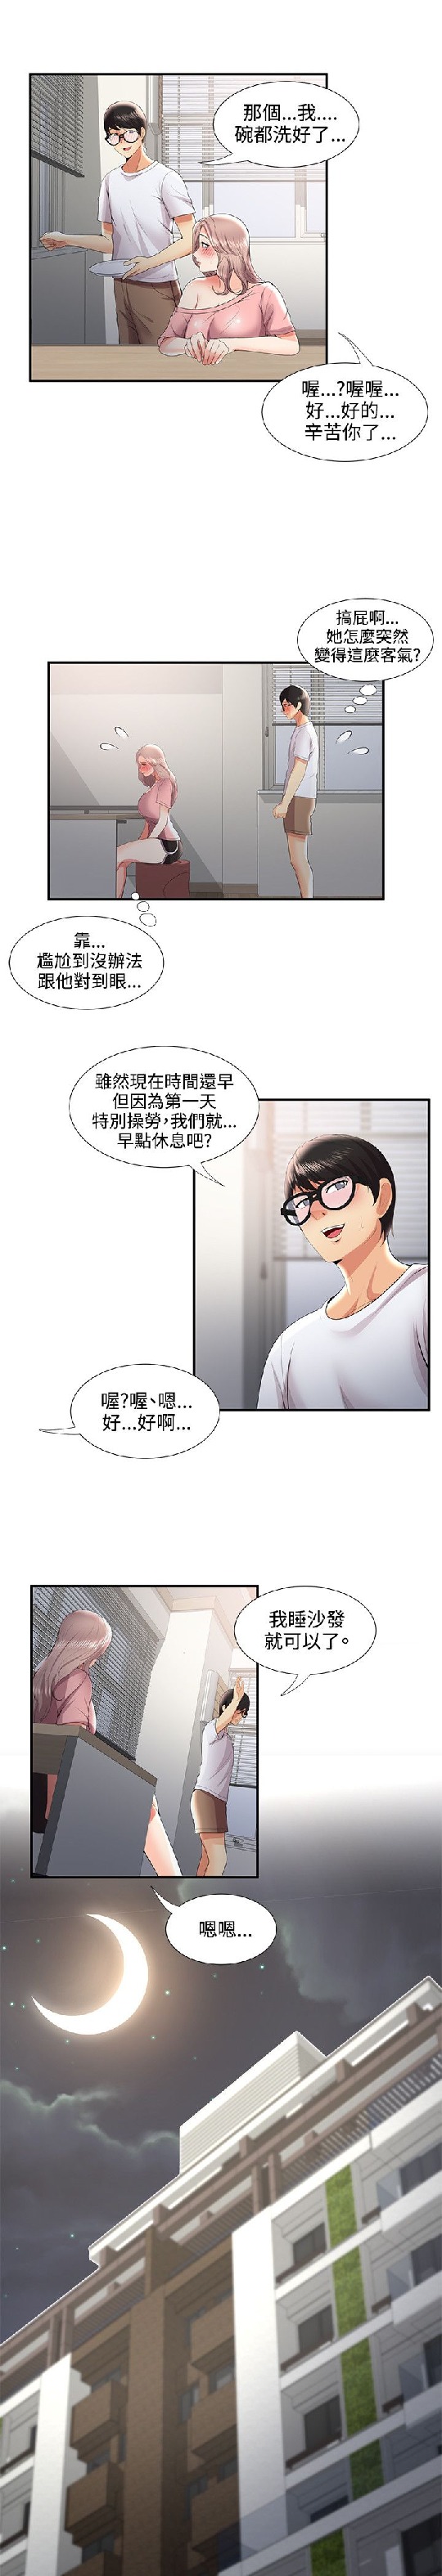 那個...我....
碗都洗好了...
喔...?喔喔...
好...好的...
辛苦你了...
搞屁啊...
她怎麼突然
變得這麼客氣?
靠...
尷尬到沒辦法
跟他對到眼...
雖然現在時間還早
但因為第一天
特別操勞，我們就...
早點休息吧?
喔?喔、嗯...
好...好啊...
我睡沙發
就可以了。
嗯嗯...